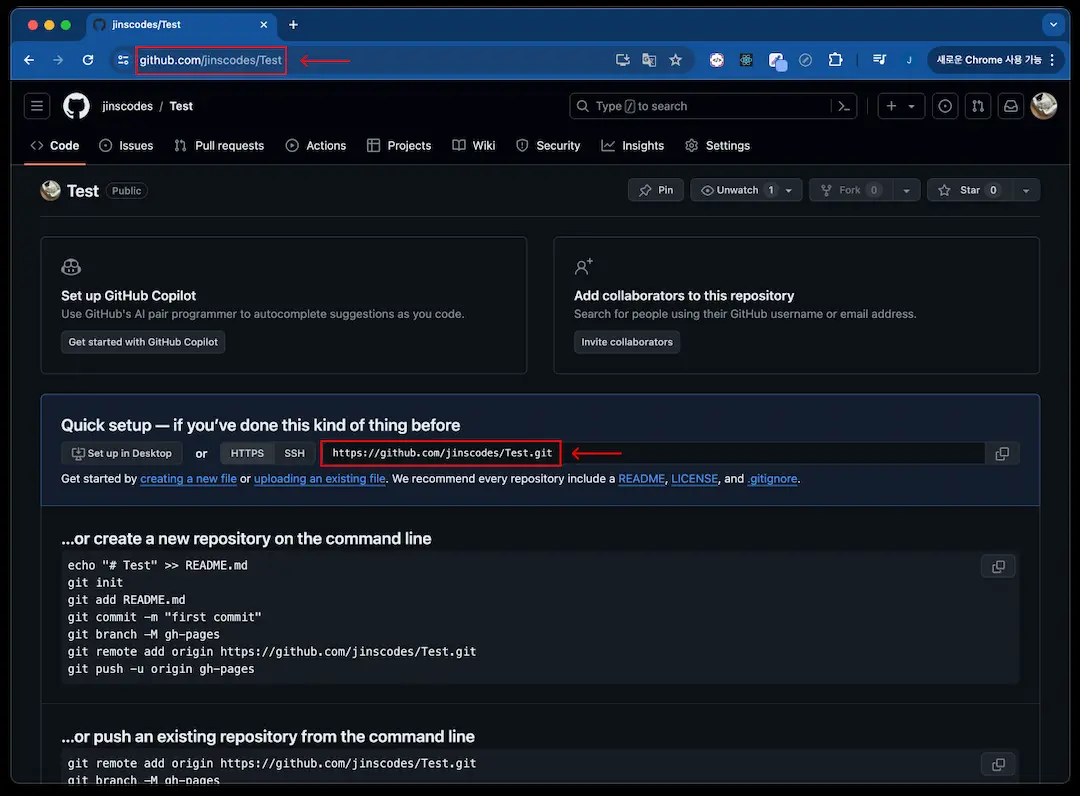 jinscodes/Test
github.com/jinscodes/Test
J
새로운 Chrome 사용 가능
jinscodes / Test
Type / to search
Code
Issues
Pull requests
Actions
Projects
Wiki
Security
Insights
Settings
Test Public
Pin
Unwatch 1
Fork 0
Star 0
Set up GitHub Copilot
Use GitHub's AI pair programmer to autocomplete suggestions as you code.
Get started with GitHub Copilot
Add collaborators to this repository
Search for people using their GitHub username or email address.
Invite collaborators
Quick setup — if you've done this kind of thing before
Set up in Desktop or HTTPS SSH https://github.com/jinscodes/Test.git
Get started by creating a new file or uploading an existing file. We recommend every repository include a README, LICENSE, and .gitignore.
...or create a new repository on the command line
echo "# Test" >> README.md
git init
git add README.md
git commit -m "first commit"
git branch -M gh-pages
git remote add origin https://github.com/jinscodes/Test.git
git push -u origin gh-pages
...or push an existing repository from the command line
git remote add origin https://github.com/jinscodes/Test.git
git branch -M gh-pages